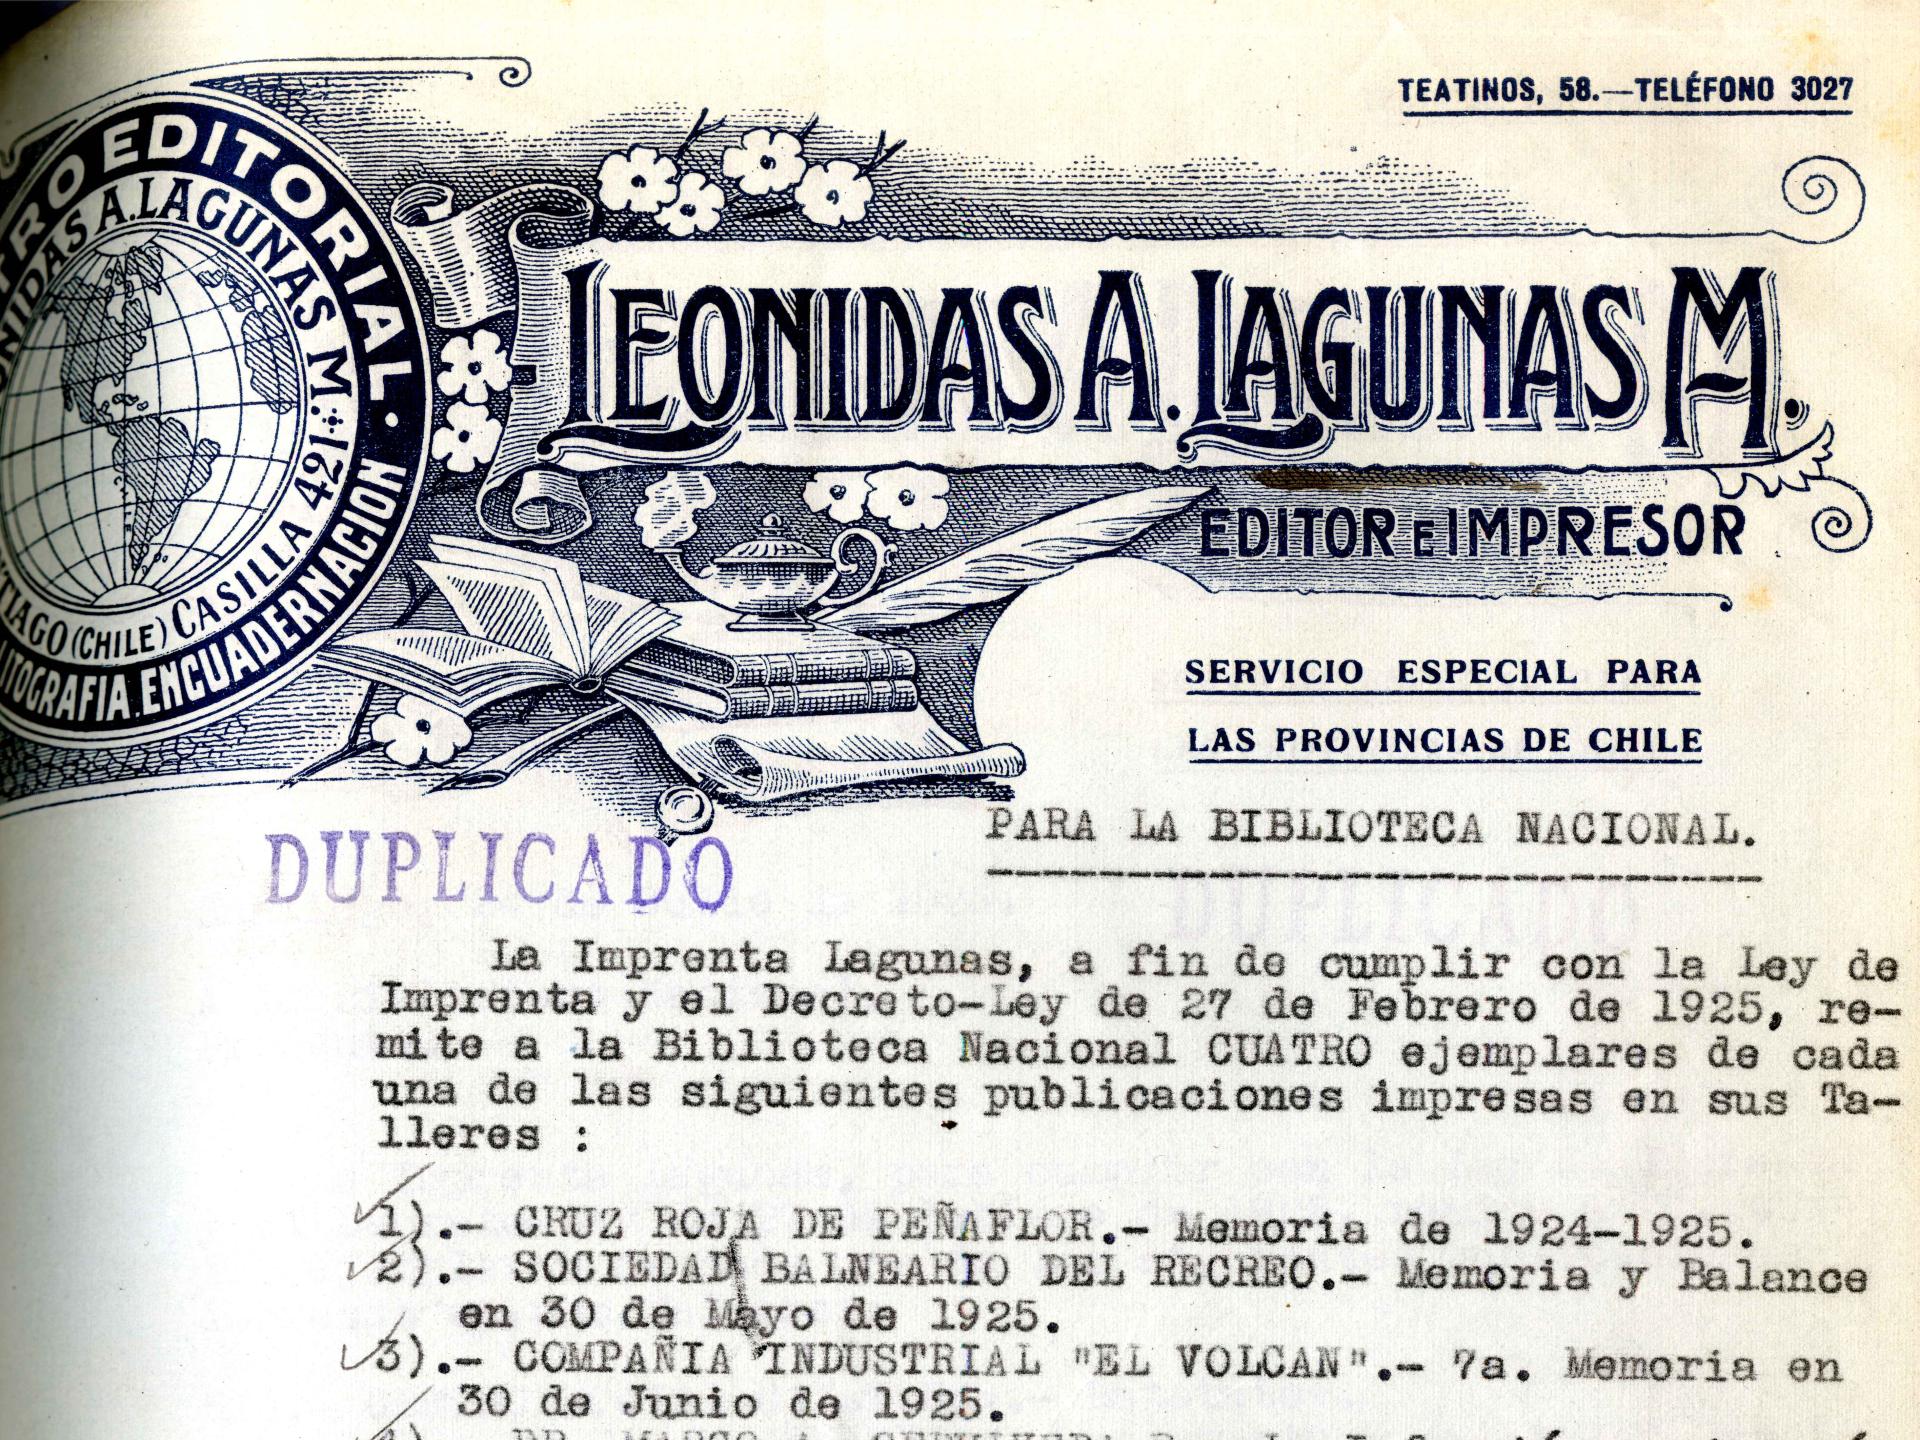 TEATINOS, 58.—TELÉFONO 3027
TRO EDITORIAL · LITOGRAFIA. ENCUADERNACION
LEONIDAS A. LAGUNAS M. CASILLA 421
TIAGO (CHILE)
LEONIDAS A. LAGUNAS M.
EDITOR E IMPRESOR
SERVICIO ESPECIAL PARA
LAS PROVINCIAS DE CHILE
PARA LA BIBLIOTECA NACIONAL.
DUPLICADO
La Imprenta Lagunas, a fin de cumplir con la Ley de
Imprenta y el Decreto-Ley de 27 de Febrero de 1925, re-
mite a la Biblioteca Nacional CUATRO ejemplares de cada
una de las siguientes publicaciones impresas en sus Ta-
lleres :
1).- CRUZ ROJA DE PEÑAFLOR.- Memoria de 1924-1925.
2).- SOCIEDAD BALNEARIO DEL RECREO.- Memoria y Balance
en 30 de Mayo de 1925.
3).- COMPAÑIA INDUSTRIAL "EL VOLCAN".- 7a. Memoria en
30 de Junio de 1925.